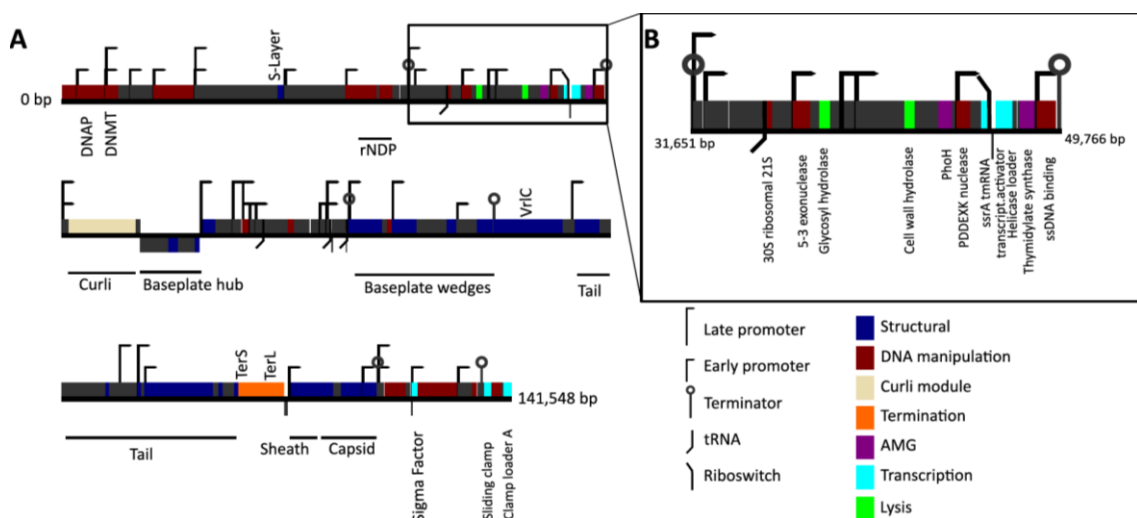 A
S-Layer
0 bp
DNAP
DNMT
rNDP
Curli
Baseplate hub
VrlC
Baseplate wedges
Tail
TerS
TerL
141,548 bp
Tail
Sheath
Capsid
Sigma Factor
Sliding clamp
Clamp loader A
B
31,651 bp
49,766 bp
30S ribosomal 21S
5-3 exonuclease
Glycosyl hydrolase
Cell wall hydrolase
PhoH
PDDEXK nuclease
ssrA tmRNA
transcript.activator
Helicase loader
Thymidylate synthase
ssDNA binding
Late promoter
Early promoter
Terminator
tRNA
Riboswitch
Structural
DNA manipulation
Curli module
Termination
AMG
Transcription
Lysis